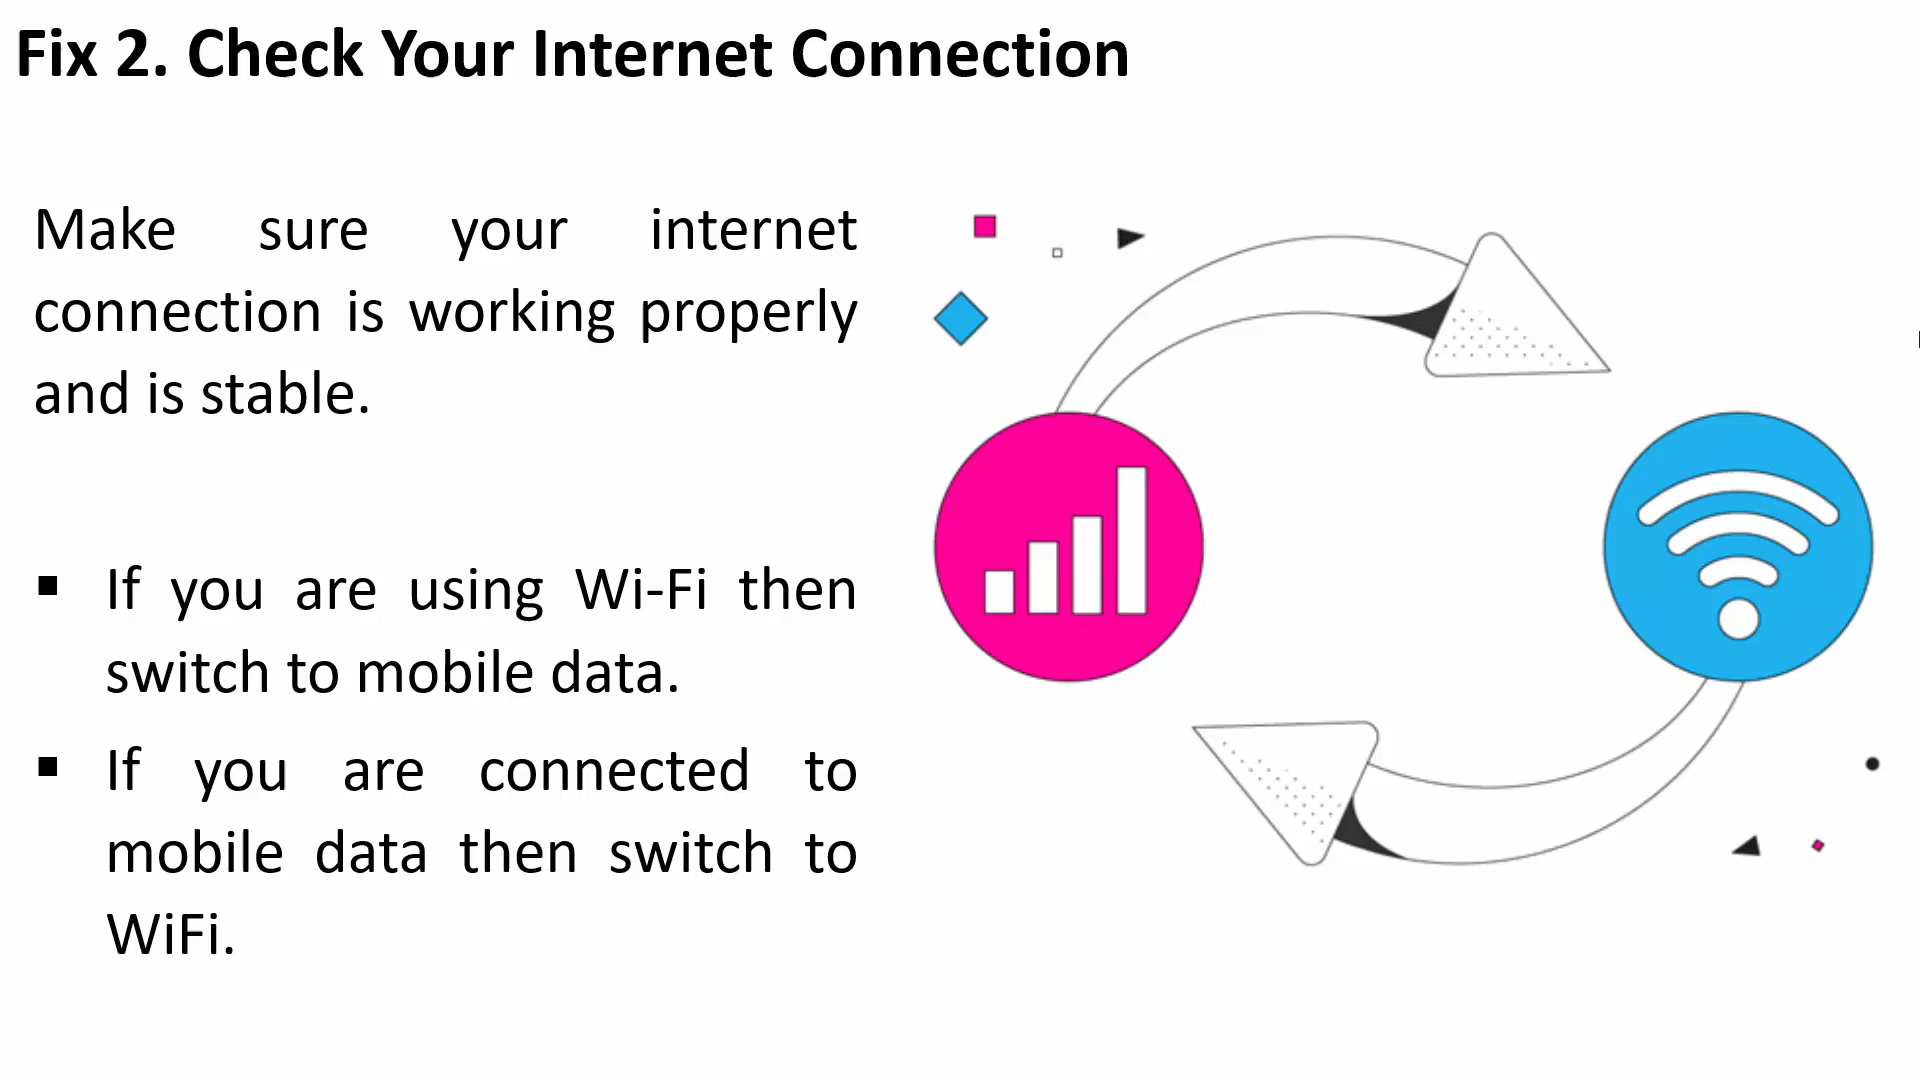 Fix 2. Check Your Internet Connection
Make sure your internet
connection is working properly
and is stable.
▪ If you are using Wi-Fi then
switch to mobile data.
▪ If you are connected to
mobile data then switch to
WiFi.